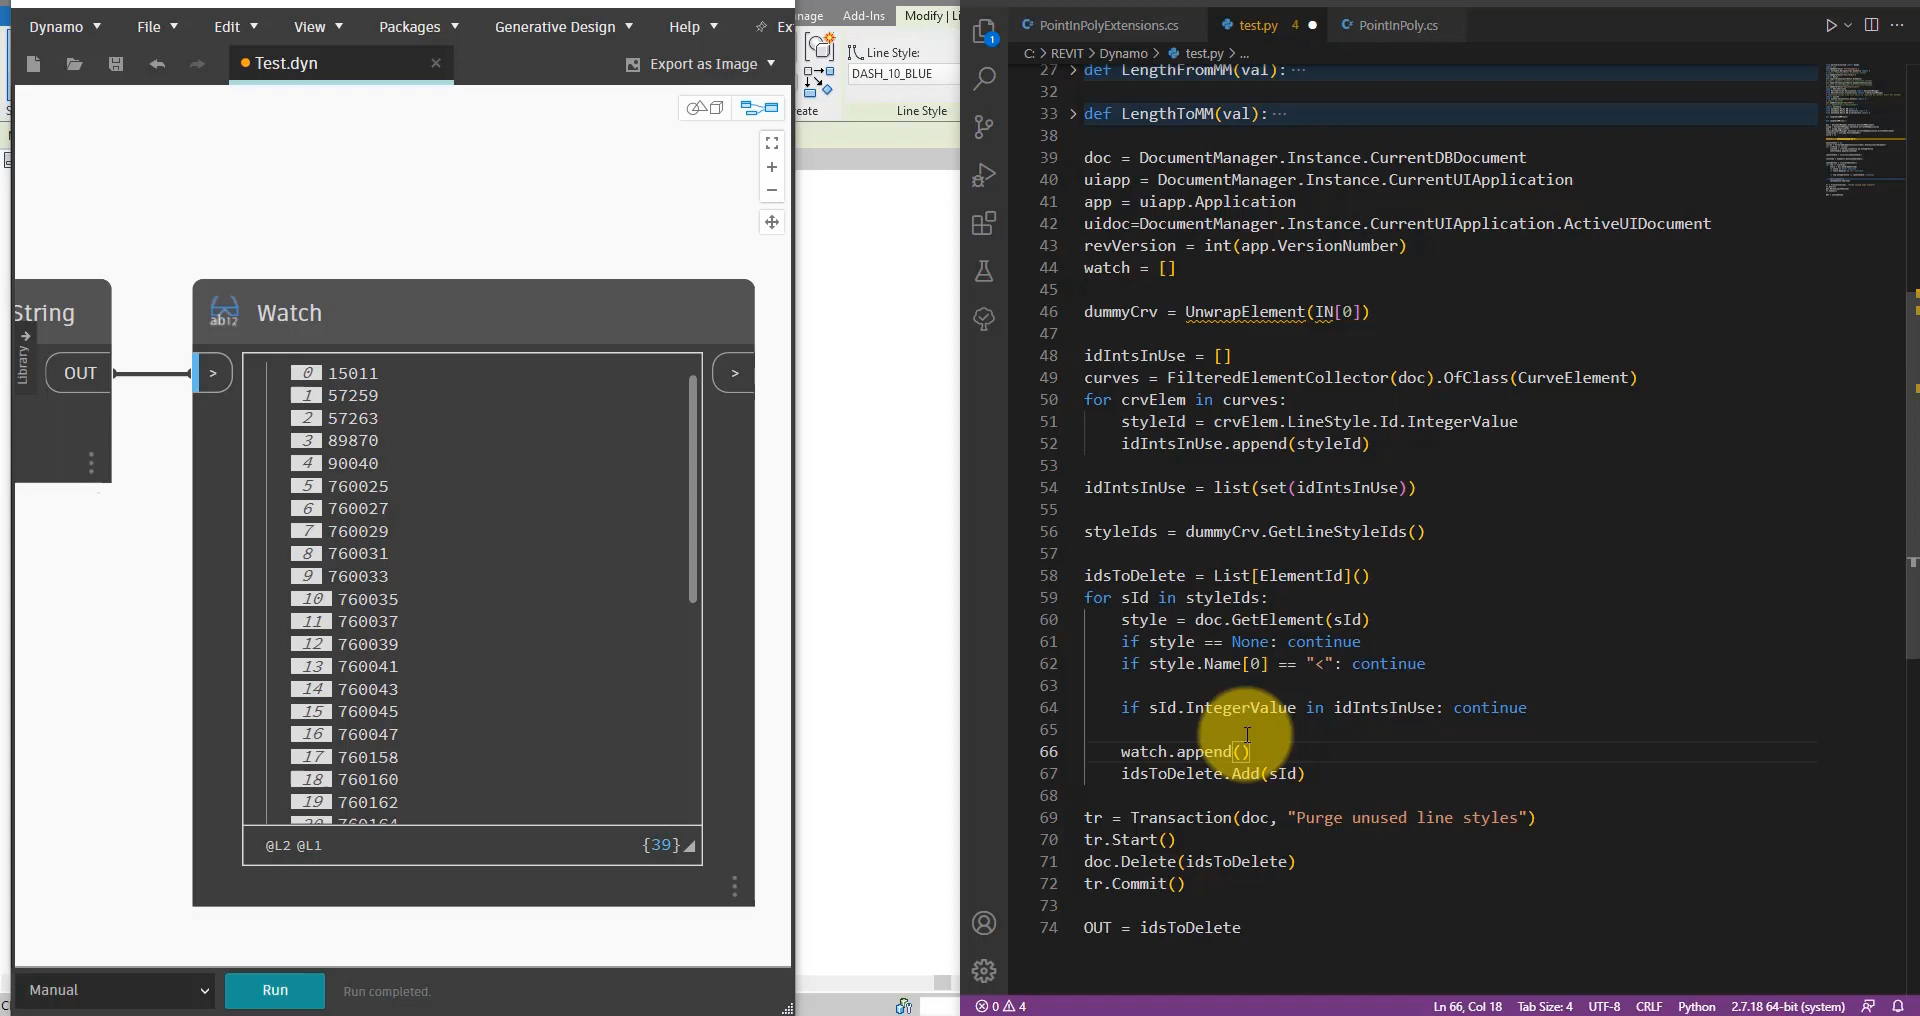 Dynamo File Edit View Packages Generative Design Help
Test.dyn
Export as Image
String
Library
OUT
Watch
>
>
0 15011
1 57259
2 57263
3 89870
4 90040
5 760025
6 760027
7 760029
8 760031
9 760033
10 760035
11 760037
12 760039
13 760041
14 760043
15 760045
16 760047
17 760158
18 760160
19 760162
@L2 @L1 {39}
Manual
Run
Run completed.
Add-Ins
Line Style:
DASH_10_BLUE
Line Style
PointInPolyExtensions.cs
test.py 4
PointInPoly.cs
C: > REVIT > Dynamo > test.py > ...
1
27 def LengthFromMM(val): ···
32
33 def LengthToMM(val): ···
38
39 doc = DocumentManager.Instance.CurrentDBDocument
40 uiapp = DocumentManager.Instance.CurrentUIApplication
41 app = uiapp.Application
42 uidoc=DocumentManager.Instance.CurrentUIApplication.ActiveUIDocument
43 revVersion = int(app.VersionNumber)
44 watch = []
45
46 dummyCrv = UnwrapElement(IN[0])
47
48 idIntsInUse = []
49 curves = FilteredElementCollector(doc).OfClass(CurveElement)
50 for crvElem in curves:
51 styleId = crvElem.LineStyle.Id.IntegerValue
52 idIntsInUse.append(styleId)
53
54 idIntsInUse = list(set(idIntsInUse))
55
56 styleIds = dummyCrv.GetLineStyleIds()
57
58 idsToDelete = List[ElementId]()
59 for sId in styleIds:
60 style = doc.GetElement(sId)
61 if style == None: continue
62 if style.Name[0] == "<": continue
63
64 if sId.IntegerValue in idIntsInUse: continue
65
66 watch.append()
67 idsToDelete.Add(sId)
68
69 tr = Transaction(doc, "Purge unused line styles")
70 tr.Start()
71 doc.Delete(idsToDelete)
72 tr.Commit()
73
74 OUT = idsToDelete
0 4
Ln 66, Col 18 Tab Size: 4 UTF-8 CRLF Python 2.7.18 64-bit (system)